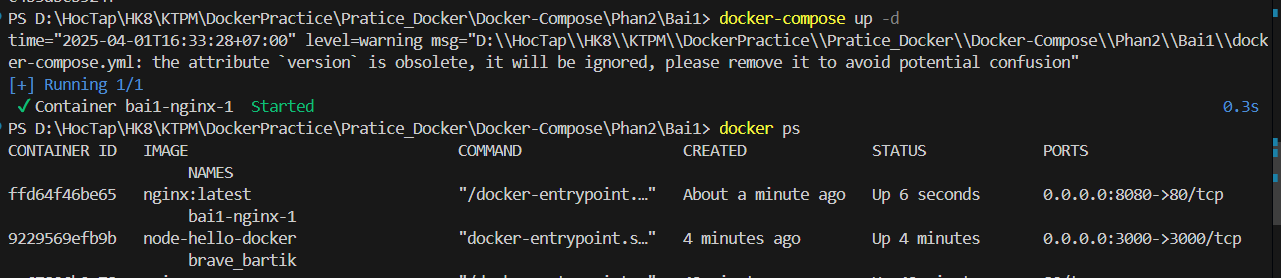 PS D:\HocTap\HK8\KTPM\DockerPractice\Pratice_Docker\Docker-Compose\Phan2\Bai1> docker-compose up -d
time="2025-04-01T16:33:28+07:00" level=warning msg="D:\\HocTap\\HK8\\KTPM\\DockerPractice\\Pratice_Docker\\Docker-Compose\\Phan2\\Bai1\\dock
er-compose.yml: the attribute `version` is obsolete, it will be ignored, please remove it to avoid potential confusion"
[+] Running 1/1
✓ Container bai1-nginx-1 Started 0.3s
PS D:\HocTap\HK8\KTPM\DockerPractice\Pratice_Docker\Docker-Compose\Phan2\Bai1> docker ps
CONTAINER ID IMAGE COMMAND CREATED STATUS PORTS
NAMES
ffd64f46be65 nginx:latest "/docker-entrypoint.…" About a minute ago Up 6 seconds 0.0.0.0:8080->80/tcp
bai1-nginx-1
9229569efb9b node-hello-docker "docker-entrypoint.s…" 4 minutes ago Up 4 minutes 0.0.0.0:3000->3000/tcp
brave_bartik